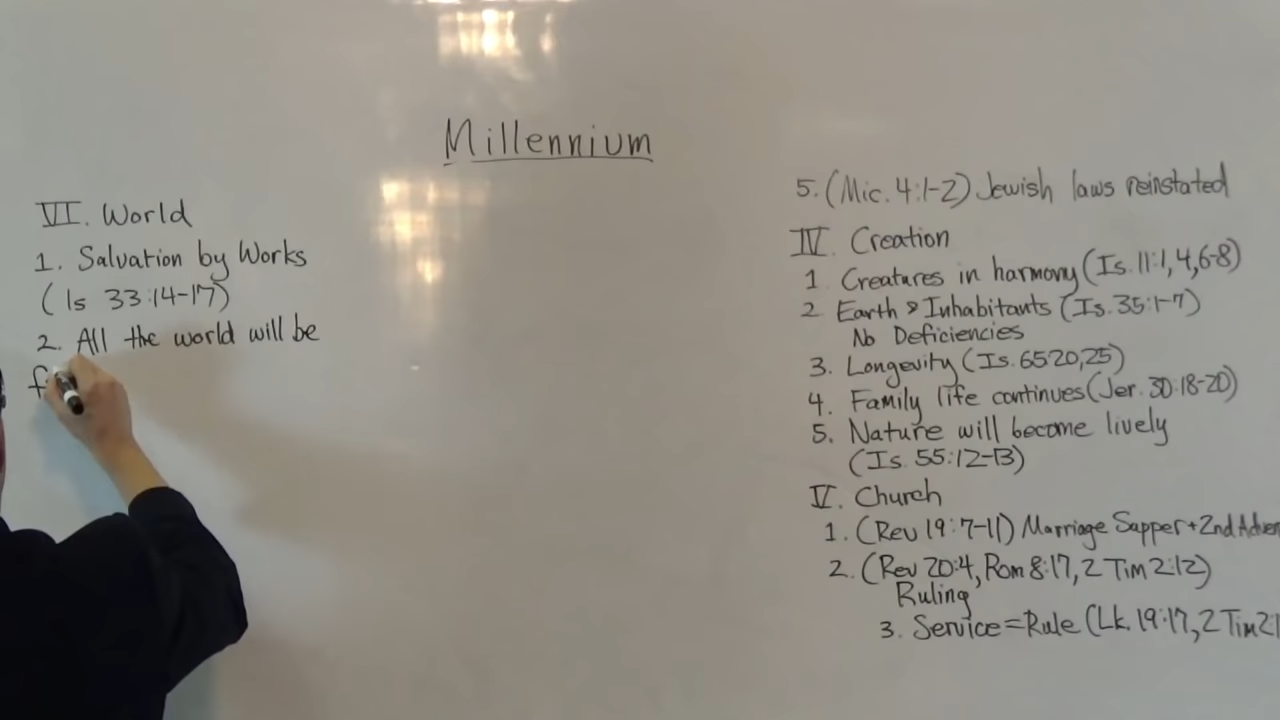 Millennium
5. (Mic. 4:1-2) Jewish laws reinstated
IV. Creation
1. Creatures in harmony (Is. 11:1,4,6-8)
2. Earth & Inhabitants (Is. 35:1-7)
No Deficiencies
3. Longevity (Is. 65:20,25)
4. Family life continues (Jer. 30:18-20)
5. Nature will become lively
(Is. 55:12-13)
V. Church
1. (Rev 19:7-11) Marriage Supper + 2nd Adven
2. (Rev 20:4, Rom 8:17, 2 Tim 2:12)
Ruling
3. Service = Rule (Lk. 19:17, 2 Tim 2:1
VI. World
1. Salvation by Works
(Is 33:14-17)
2. All the world will be
f